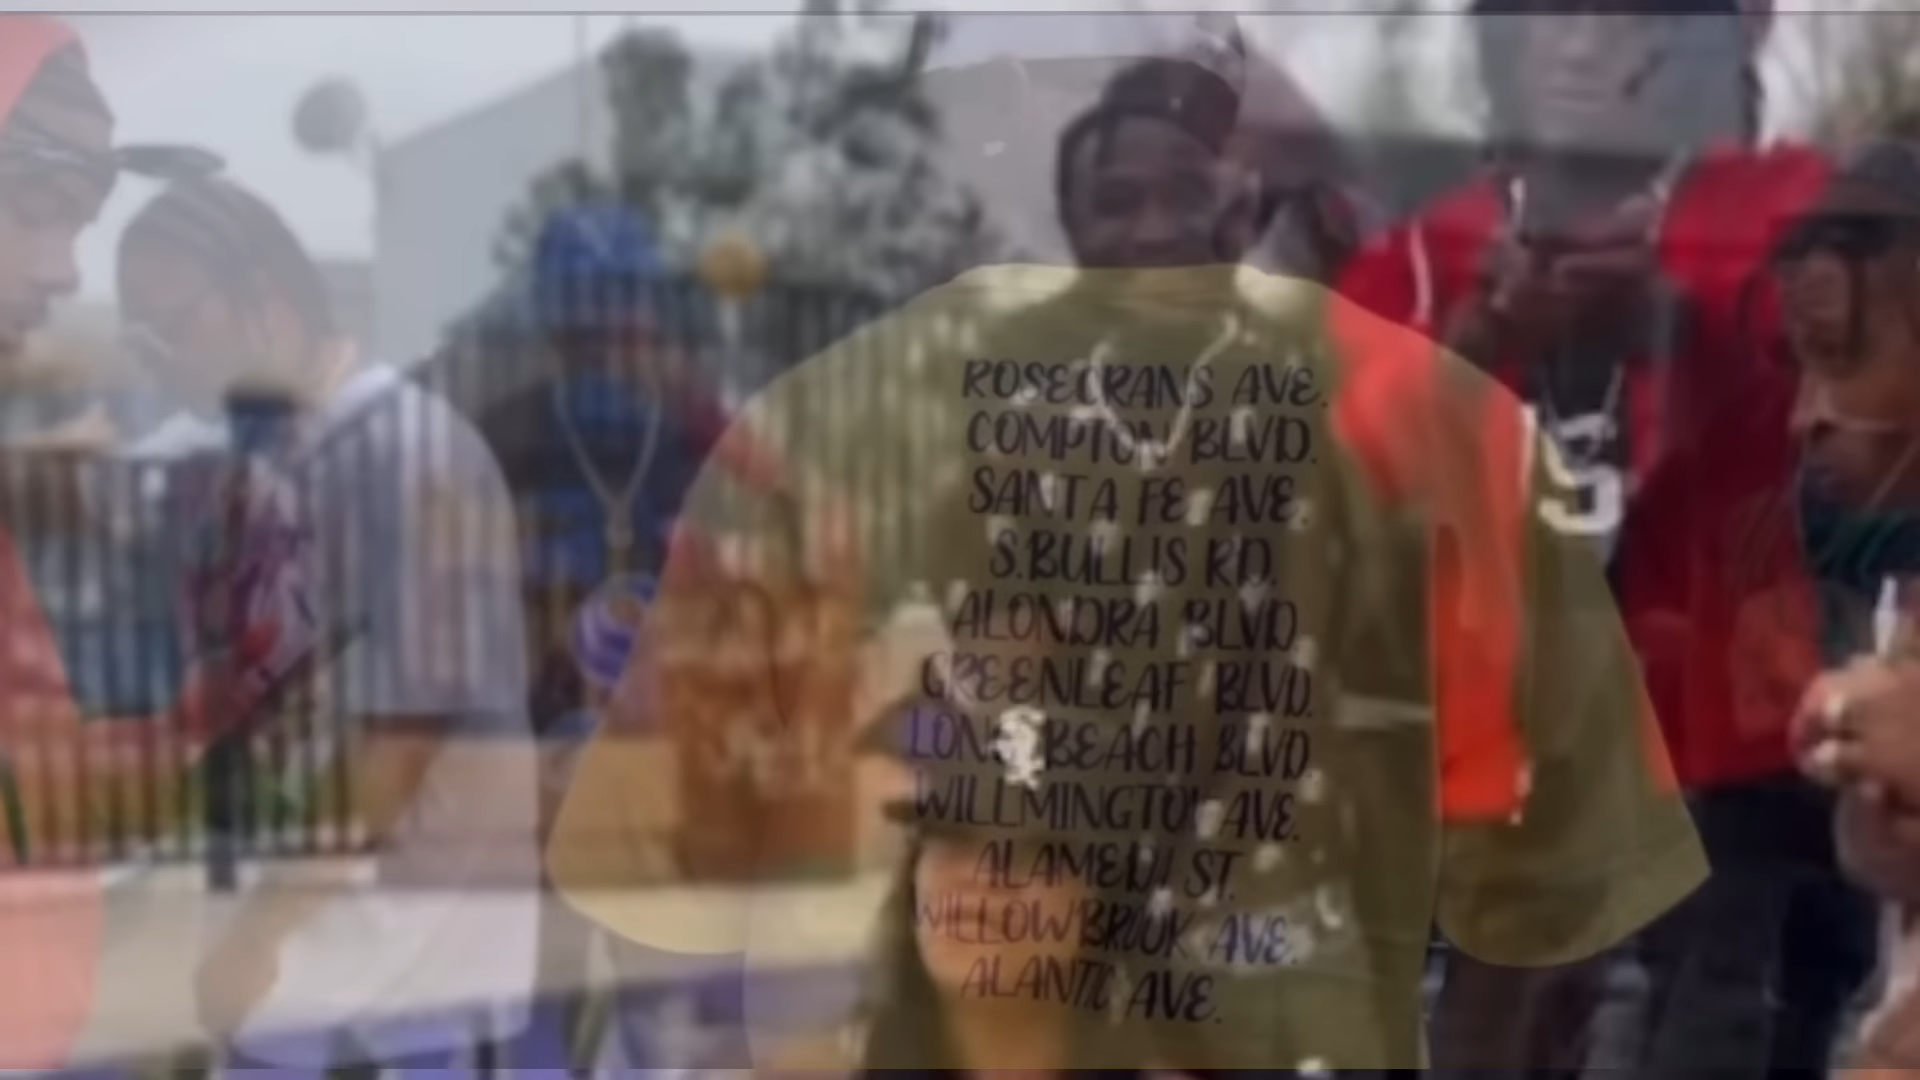 ROSECRANS AVE.
COMPTON BLVD.
SANTA FE AVE.
S.BULLIS RD.
ALONDRA BLVD.
GREENLEAF BLVD.
LONG BEACH BLVD.
WILLMINGTON AVE.
ALAMEDA ST.
WILLOWBROOK AVE.
ALANTIC AVE.